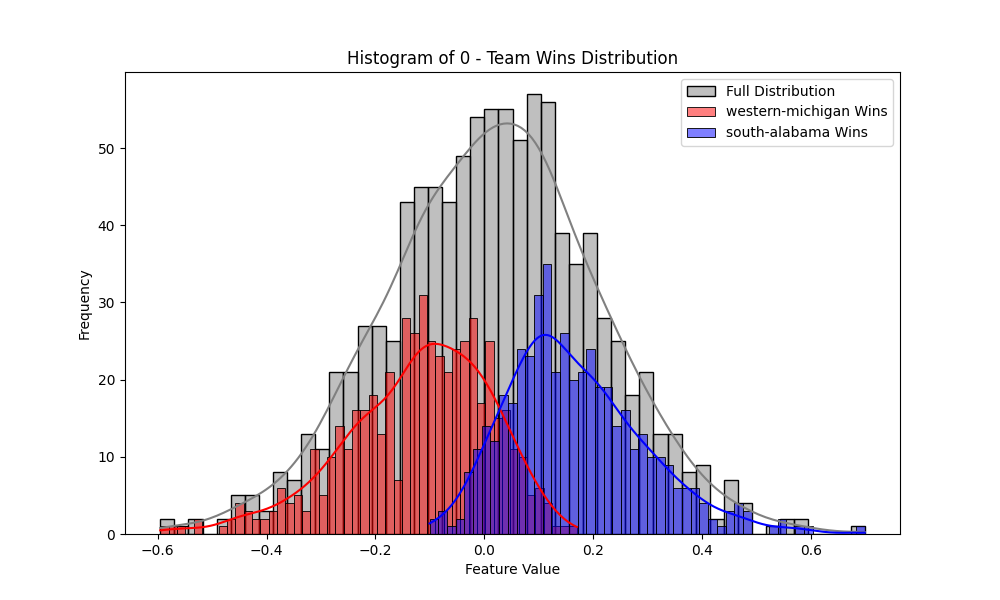 Histogram of 0 - Team Wins Distribution
Full Distribution
western-michigan Wins
south-alabama Wins
Frequency
50
40
30
20
10
0
−0.6
−0.4
−0.2
0.0
0.2
0.4
0.6
Feature Value